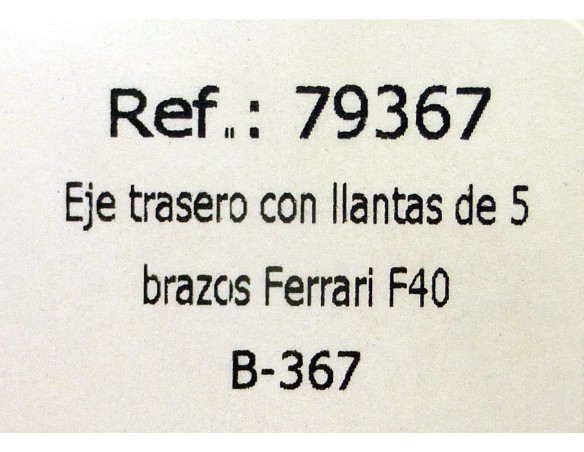 Ref.: 79367
Eje trasero con llantas de 5
brazos Ferrari F40
B-367